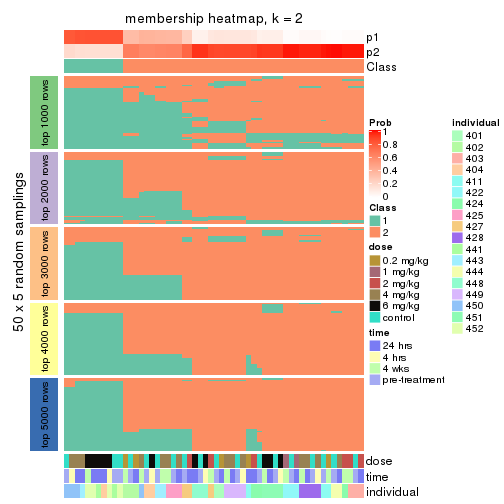 membership heatmap, k = 2
p1
p2
Class
50 x 5 random samplings
top 1000 rows
top 2000 rows
top 3000 rows
top 4000 rows
top 5000 rows
dose
time
individual
Prob
1
0.8
0.6
0.4
0.2
0
Class
1
2
dose
0.2 mg/kg
1 mg/kg
2 mg/kg
4 mg/kg
6 mg/kg
control
time
24 hrs
4 hrs
4 wks
pre-treatment
individual
401
402
403
404
411
422
424
425
427
428
441
443
444
448
449
450
451
452